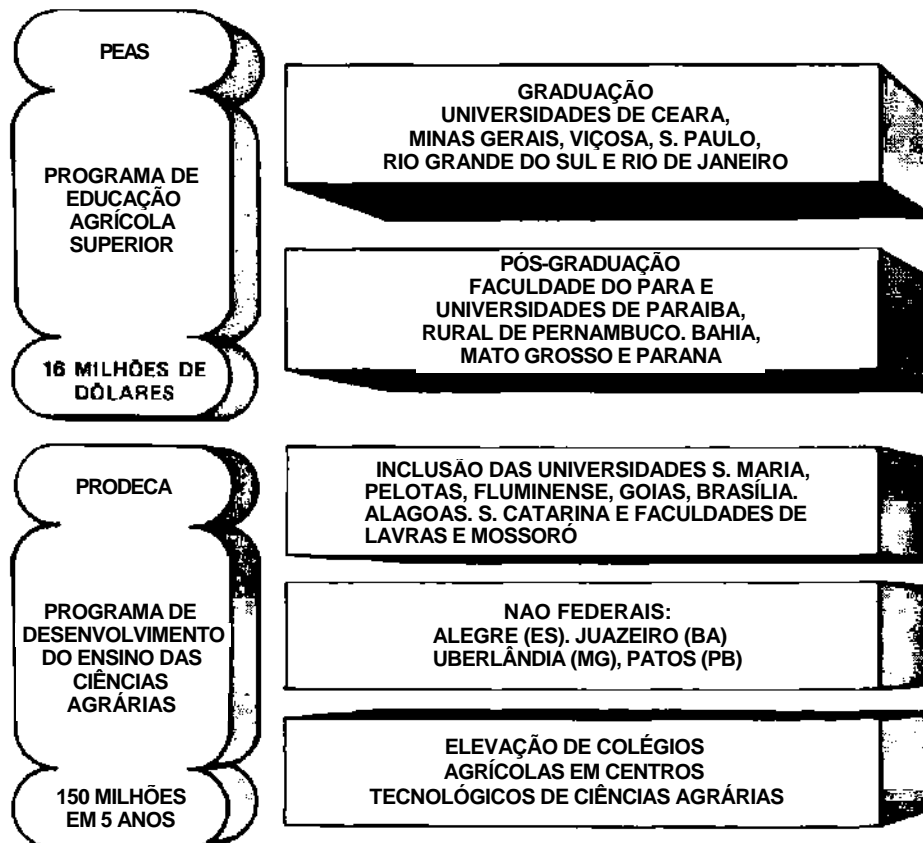 PEAS
PROGRAMA DE
EDUCAÇÃO
AGRÍCOLA
SUPERIOR
16 MILHÕES DE
DÓLARES
GRADUAÇÃO
UNIVERSIDADES DE CEARA,
MINAS GERAIS, VIÇOSA, S. PAULO,
RIO GRANDE DO SUL E RIO DE JANEIRO
PÓS-GRADUAÇÃO
FACULDADE DO PARA E
UNIVERSIDADES DE PARAIBA,
RURAL DE PERNAMBUCO. BAHIA,
MATO GROSSO E PARANA
PRODECA
PROGRAMA DE
DESENVOLVIMENTO
DO ENSINO DAS
CIÊNCIAS
AGRÁRIAS
150 MILHÕES
EM 5 ANOS
INCLUSÃO DAS UNIVERSIDADES S. MARIA,
PELOTAS, FLUMINENSE, GOIAS, BRASÍLIA.
ALAGOAS. S. CATARINA E FACULDADES DE
LAVRAS E MOSSORÓ
NAO FEDERAIS:
ALEGRE (ES). JUAZEIRO (BA)
UBERLÂNDIA (MG), PATOS (PB)
ELEVAÇÃO DE COLÉGIOS
AGRÍCOLAS EM CENTROS
TECNOLÓGICOS DE CIÊNCIAS AGRÁRIAS